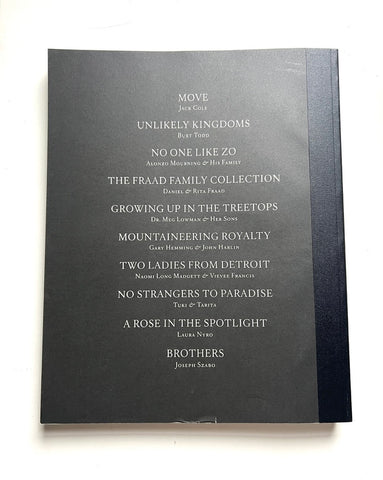 MOVE
Jack Cole
UNLIKELY KINGDOMS
Burt Todd
NO ONE LIKE ZO
Alonzo Mourning & His Family
THE FRAAD FAMILY COLLECTION
Daniel & Rita Fraad
GROWING UP IN THE TREETOPS
Dr. Meg Lowman & Her Sons
MOUNTAINEERING ROYALTY
Gary Hemming & John Harlin
TWO LADIES FROM DETROIT
Naomi Long Madgett & Vievee Francis
NO STRANGERS TO PARADISE
Turi & Tarita
A ROSE IN THE SPOTLIGHT
Laura Nyro
BROTHERS
Joseph Szabo